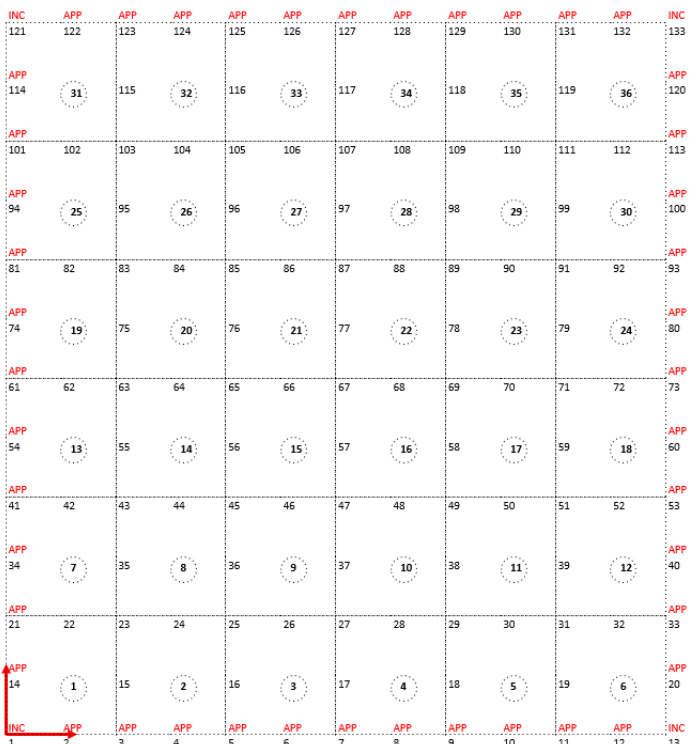 INC APP APP APP APP APP APP APP APP APP APP APP INC
121 122 123 124 125 126 127 128 129 130 131 132 133
APP APP
114 31 115 32 116 33 117 34 118 35 119 36 120
APP APP
101 102 103 104 105 106 107 108 109 110 111 112 113
APP APP
94 25 95 26 96 27 97 28 98 29 99 30 100
APP APP
81 82 83 84 85 86 87 88 89 90 91 92 93
APP APP
74 19 75 20 76 21 77 22 78 23 79 24 80
APP APP
61 62 63 64 65 66 67 68 69 70 71 72 73
APP APP
54 13 55 14 56 15 57 16 58 17 59 18 60
APP APP
41 42 43 44 45 46 47 48 49 50 51 52 53
APP APP
34 7 35 8 36 9 37 10 38 11 39 12 40
APP APP
21 22 23 24 25 26 27 28 29 30 31 32 33
APP APP
14 1 15 2 16 3 17 4 18 5 19 6 20
INC APP APP APP APP APP APP APP APP APP APP APP INC
1 2 3 4 5 6 7 8 9 10 11 12 13